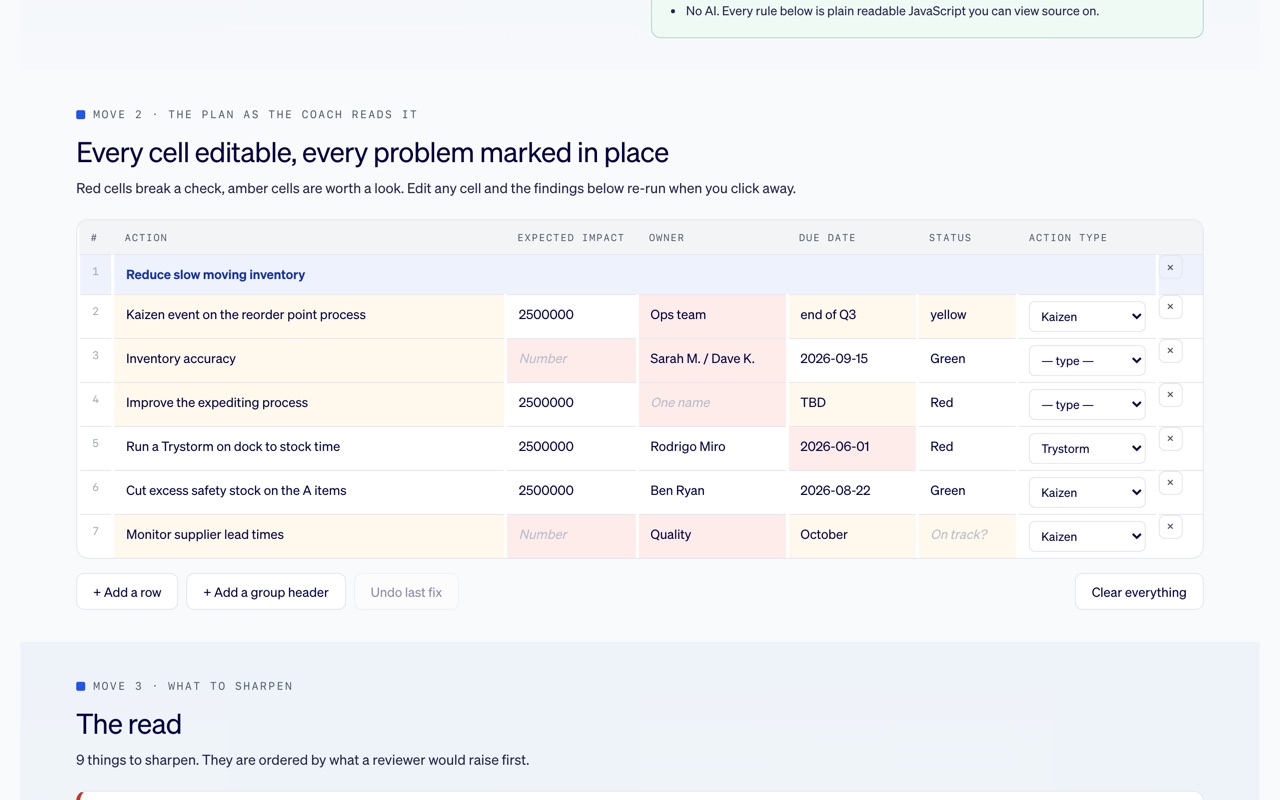 • No AI. Every rule below is plain readable JavaScript you can view source on.
MOVE 2 · THE PLAN AS THE COACH READS IT
Every cell editable, every problem marked in place
Red cells break a check, amber cells are worth a look. Edit any cell and the findings below re-run when you click away.
# ACTION EXPECTED IMPACT OWNER DUE DATE STATUS ACTION TYPE
1 Reduce slow moving inventory ×
2 Kaizen event on the reorder point process 2500000 Ops team end of Q3 yellow Kaizen ×
3 Inventory accuracy Number Sarah M. / Dave K. 2026-09-15 Green — type — ×
4 Improve the expediting process 2500000 One name TBD Red — type — ×
5 Run a Trystorm on dock to stock time 2500000 Rodrigo Miro 2026-06-01 Red Trystorm ×
6 Cut excess safety stock on the A items 2500000 Ben Ryan 2026-08-22 Green Kaizen ×
7 Monitor supplier lead times Number Quality October On track? Kaizen ×
+ Add a row + Add a group header Undo last fix Clear everything
MOVE 3 · WHAT TO SHARPEN
The read
9 things to sharpen. They are ordered by what a reviewer would raise first.